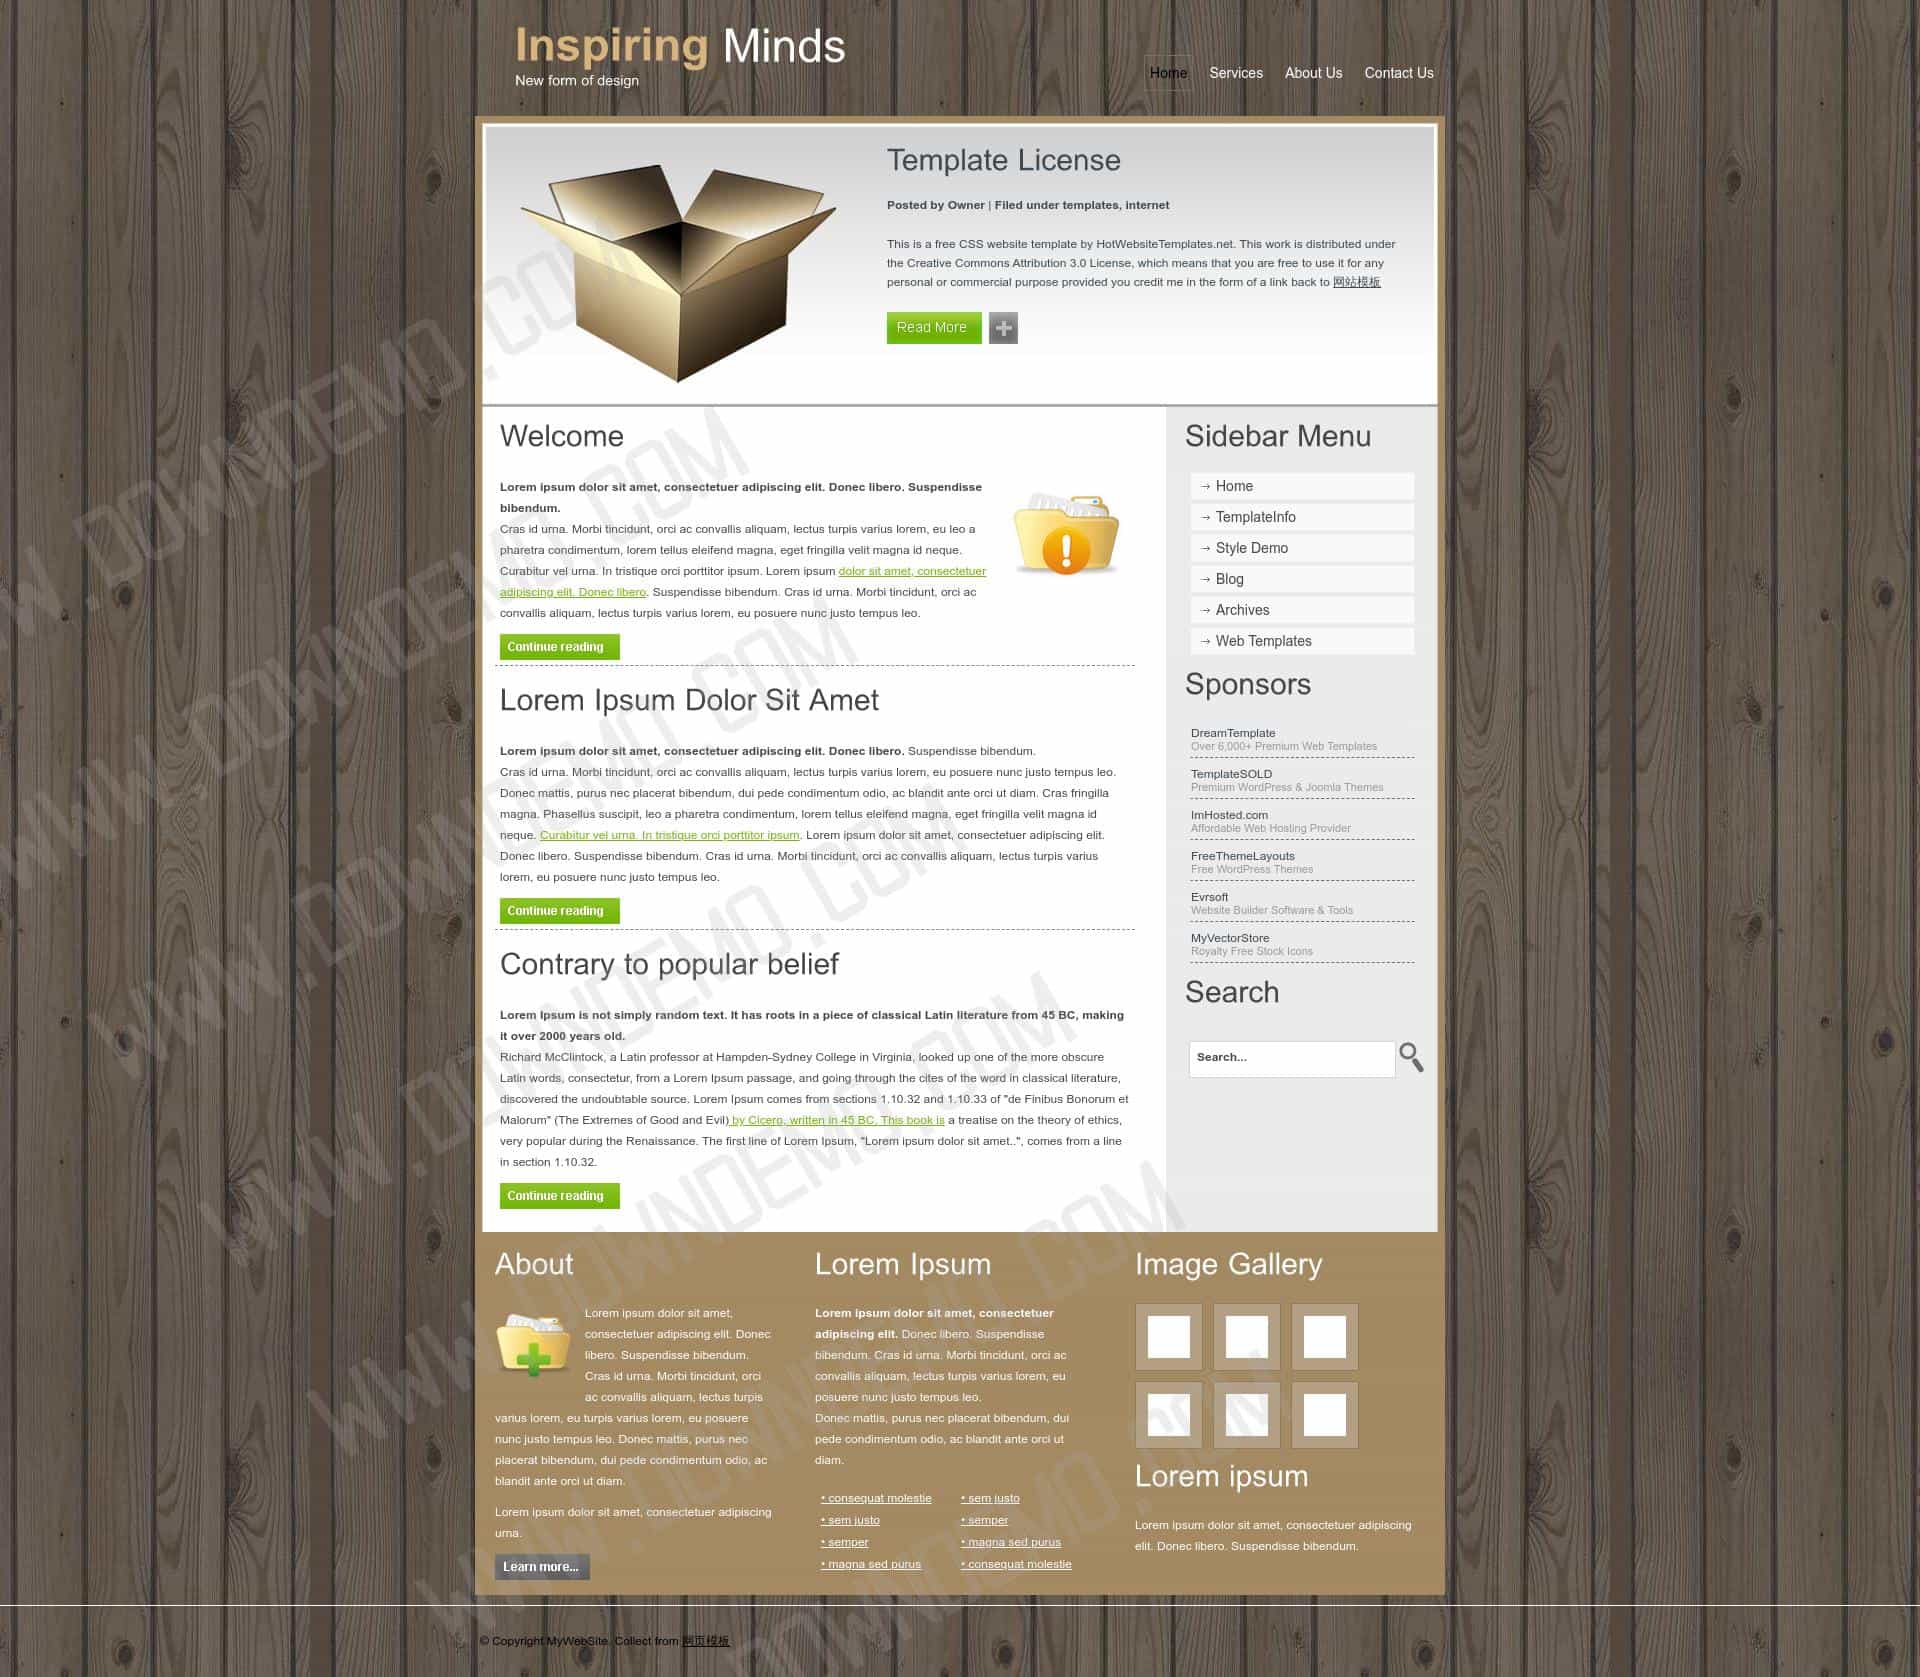 Inspiring Minds
New form of design
Home
Services
About Us
Contact Us
Template License
Posted by Owner | Filed under templates, internet
This is a free CSS website template by HotWebsiteTemplates.net. This work is distributed under
the Creative Commons Attribution 3.0 License, which means that you are free to use it for any
personal or commercial purpose provided you credit me in the form of a link back to 网站模板
Read More
Welcome
Lorem ipsum dolor sit amet, consectetuer adipiscing elit. Donec libero. Suspendisse
bibendum.
Cras id urna. Morbi tincidunt, orci ac convallis aliquam, lectus turpis varius lorem, eu leo a
pharetra condimentum, lorem tellus eleifend magna, eget fringilla velit magna id neque.
Curabitur vel urna. In tristique orci porttitor ipsum. Lorem ipsum dolor sit amet, consectetuer
adipiscing elit. Donec libero. Suspendisse bibendum. Cras id urna. Morbi tincidunt, orci ac
convallis aliquam, lectus turpis varius lorem, eu posuere nunc justo tempus leo.
Continue reading
Lorem Ipsum Dolor Sit Amet
Lorem ipsum dolor sit amet, consectetuer adipiscing elit. Donec libero. Suspendisse bibendum.
Cras id urna. Morbi tincidunt, orci ac convallis aliquam, lectus turpis varius lorem, eu posuere nunc justo tempus leo.
Donec mattis, purus nec placerat bibendum, dui pede condimentum odio, ac blandit ante orci ut diam. Cras fringilla
magna. Phasellus suscipit, leo a pharetra condimentum, lorem tellus eleifend magna, eget fringilla velit magna id
neque. Curabitur vel urna. In tristique orci porttitor ipsum. Lorem ipsum dolor sit amet, consectetuer adipiscing elit.
Donec libero. Suspendisse bibendum. Cras id urna. Morbi tincidunt, orci ac convallis aliquam, lectus turpis varius
lorem, eu posuere nunc justo tempus leo.
Continue reading
Contrary to popular belief
Lorem Ipsum is not simply random text. It has roots in a piece of classical Latin literature from 45 BC, making
it over 2000 years old.
Richard McClintock, a Latin professor at Hampden-Sydney College in Virginia, looked up one of the more obscure
Latin words, consectetur, from a Lorem Ipsum passage, and going through the cites of the word in classical literature,
discovered the undoubtable source. Lorem Ipsum comes from sections 1.10.32 and 1.10.33 of "de Finibus Bonorum et
Malorum" (The Extremes of Good and Evil) by Cicero, written in 45 BC. This book is a treatise on the theory of ethics,
very popular during the Renaissance. The first line of Lorem Ipsum, "Lorem ipsum dolor sit amet..", comes from a line
in section 1.10.32.
Continue reading
Sidebar Menu
Home
TemplateInfo
Style Demo
Blog
Archives
Web Templates
Sponsors
DreamTemplate
Over 6,000+ Premium Web Templates
TemplateSOLD
Premium WordPress & Joomla Themes
ImHosted.com
Affordable Web Hosting Provider
FreeThemeLayouts
Free WordPress Themes
Evrsoft
Website Builder Software & Tools
MyVectorStore
Royalty Free Stock Icons
Search
Search...
About
Lorem ipsum dolor sit amet,
consectetuer adipiscing elit. Donec
libero. Suspendisse bibendum.
Cras id urna. Morbi tincidunt, orci
ac convallis aliquam, lectus turpis
varius lorem, eu turpis varius lorem, eu posuere
nunc justo tempus leo. Donec mattis, purus nec
placerat bibendum, dui pede condimentum odio, ac
blandit ante orci ut diam.
Lorem ipsum dolor sit amet, consectetuer adipiscing
urna.
Learn more...
Lorem Ipsum
Lorem ipsum dolor sit amet, consectetuer
adipiscing elit. Donec libero. Suspendisse
bibendum. Cras id urna. Morbi tincidunt, orci ac
convallis aliquam, lectus turpis varius lorem, eu
posuere nunc justo tempus leo.
Donec mattis, purus nec placerat bibendum, dui
pede condimentum odio, ac blandit ante orci ut
diam.
• consequat molestie
• sem justo
• semper
• magna sed purus
• sem justo
• semper
• magna sed purus
• consequat molestie
Image Gallery
Lorem ipsum
Lorem ipsum dolor sit amet, consectetuer adipiscing
elit. Donec libero. Suspendisse bibendum.
© Copyright MyWebSite. Collect from 网页模板
WWW.DOWNDEMO.COM
WWW.DOWNDEMO.COM
WWW.DOWNDEMO.COM
WWW.DOWNDEMO.COM
WWW.DOWNDEMO.COM
WWW.DOWNDEMO.COM
WWW.DOWNDEMO.COM